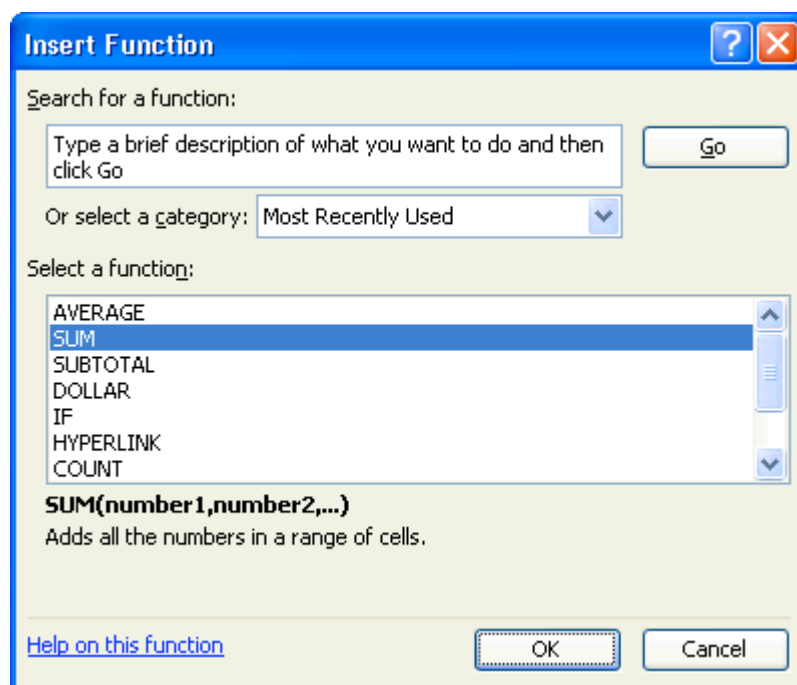 Insert Function
?
Search for a function:
Type a brief description of what you want to do and then
click Go
Go
Or select a category: Most Recently Used
Select a function:
AVERAGE
SUM
SUBTOTAL
DOLLAR
IF
HYPERLINK
COUNT
SUM(number1,number2,...)
Adds all the numbers in a range of cells.
Help on this function
OK
Cancel